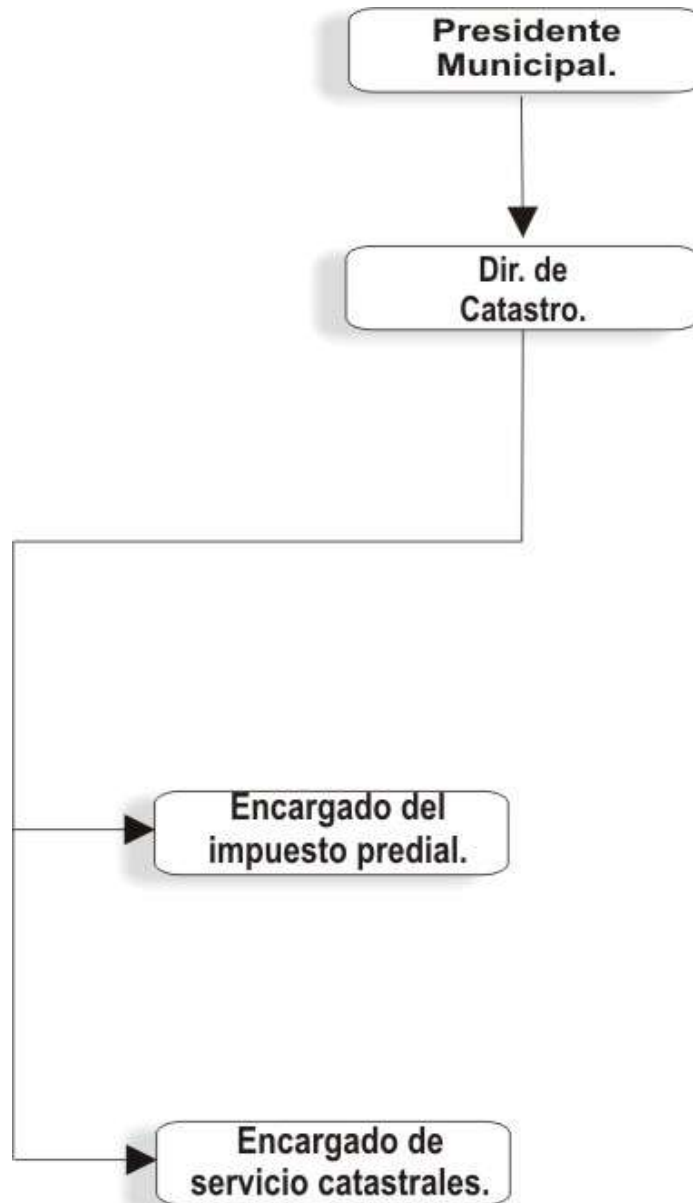 Presidente
Municipal.
Dir. de
Catastro.
Encargado del
impuesto predial.
Encargado de
servicio catastrales.